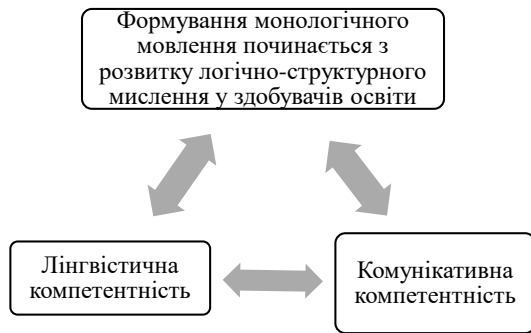 Формування монологічного
мовлення починається з
розвитку логічно-структурного
мислення у здобувачів освіти
Лінгвістична
компетентність
Комунікативна
компетентність